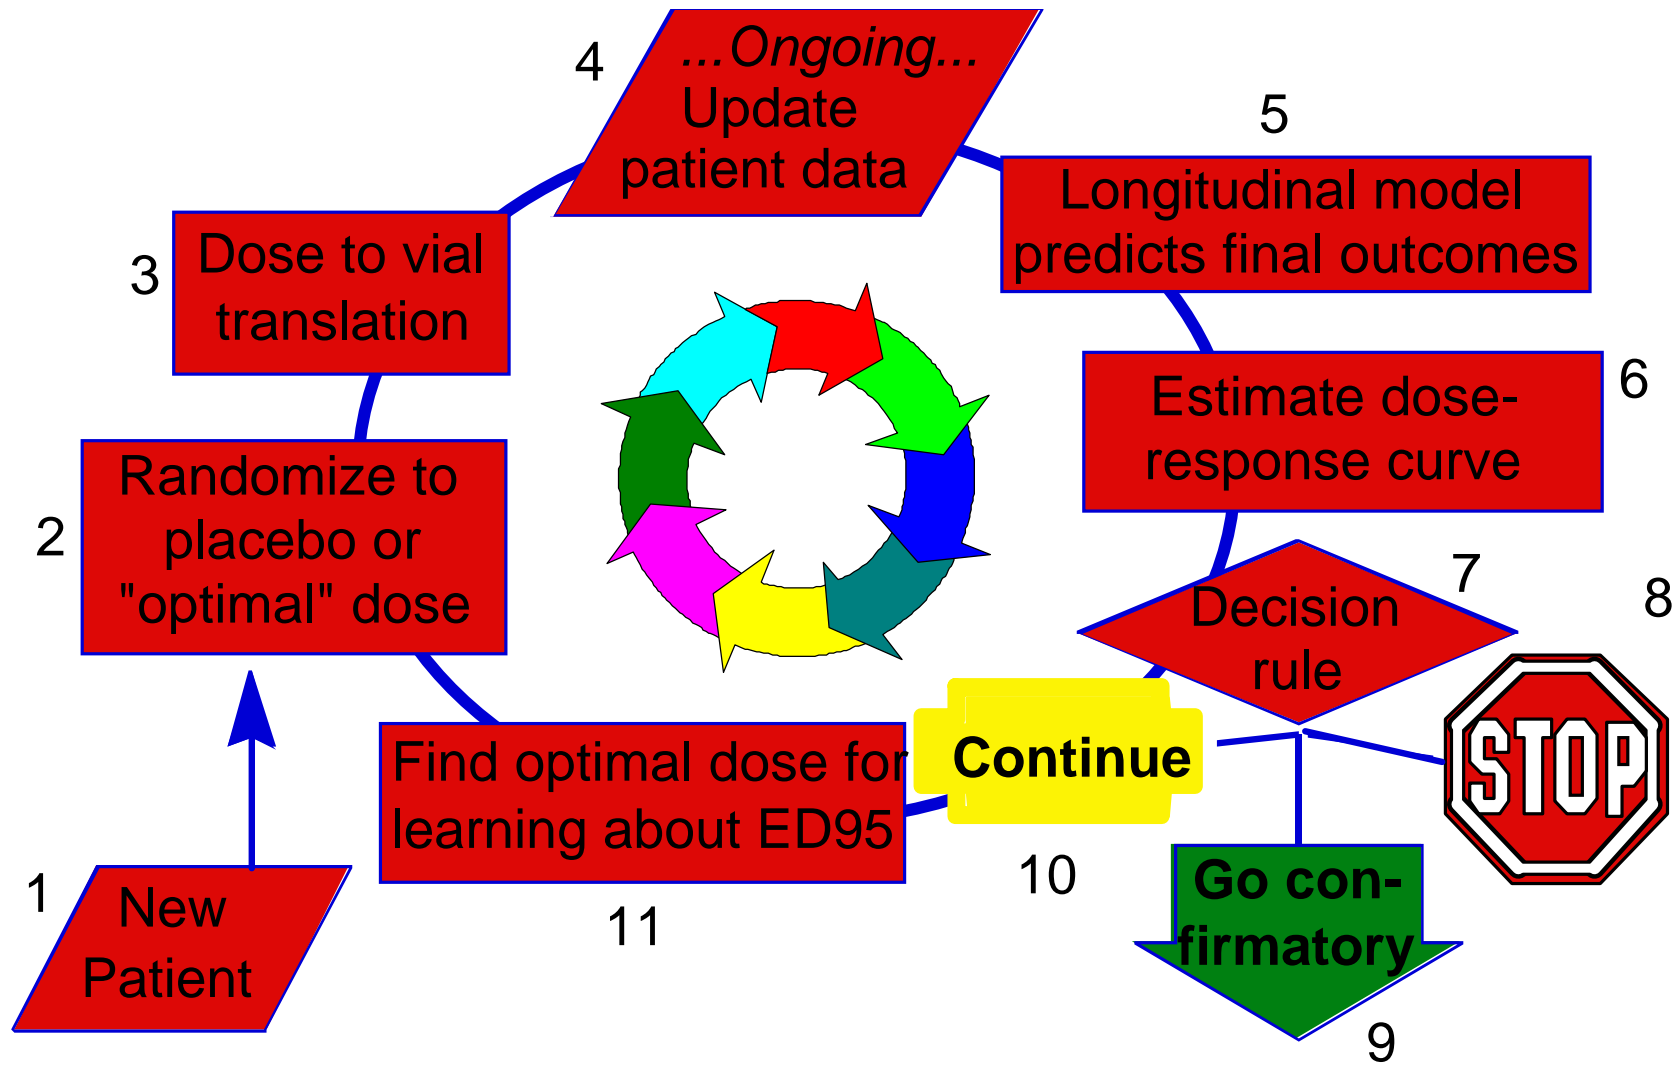 4
...Ongoing...
Update
patient data
5
Longitudinal model
predicts final outcomes
3
Dose to vial
translation
6
Estimate dose-
response curve
2
Randomize to
placebo or
"optimal" dose
7
Decision
rule
8
STOP
Continue
10
Find optimal dose for
learning about ED95
11
Go con-
firmatory
9
1
New
Patient